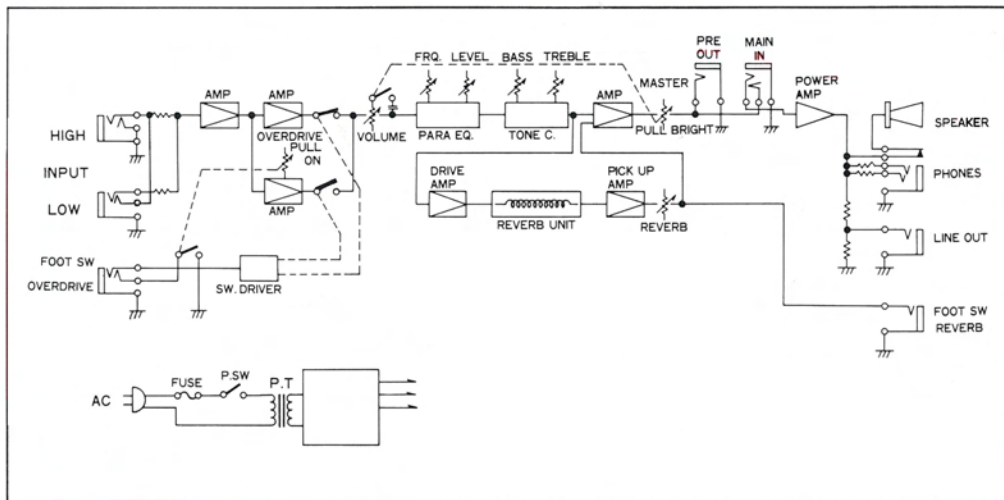 PRE OUT
MAIN IN
FRQ. LEVEL BASS TREBLE
MASTER
POWER AMP
AMP
AMP
AMP
HIGH
OVERDRIVE
VOLUME
PARA EQ.
TONE C.
PULL BRIGHT
SPEAKER
INPUT
PULL ON
PHONES
LOW
AMP
DRIVE AMP
PICK UP AMP
REVERB UNIT
REVERB
LINE OUT
FOOT SW
OVERDRIVE
SW. DRIVER
FOOT SW
REVERB
AC
FUSE
P.SW
P.T